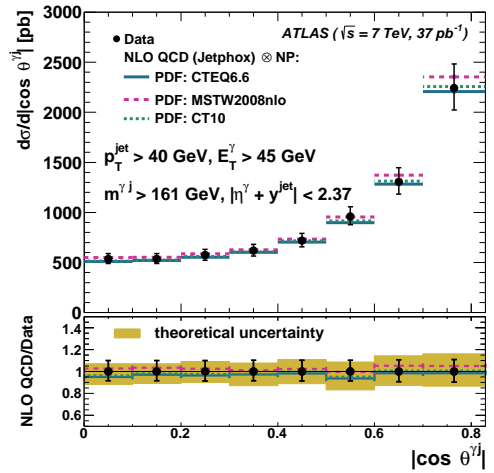 ATLAS (√s = 7 TeV, 37 pb⁻¹)
Data
NLO QCD (Jetphox) ⊗ NP:
PDF: CTEQ6.6
PDF: MSTW2008nlo
PDF: CT10
p_T^jet > 40 GeV, E_T^γ > 45 GeV
m^γj > 161 GeV, |η^γ + y^jet| < 2.37
dσ/d|cos θ^γj| [pb]
3000
2500
2000
1500
1000
500
0
theoretical uncertainty
NLO QCD/Data
1.4
1.2
1
0.8
0.6
0 0.2 0.4 0.6 0.8
|cos θ^γj|